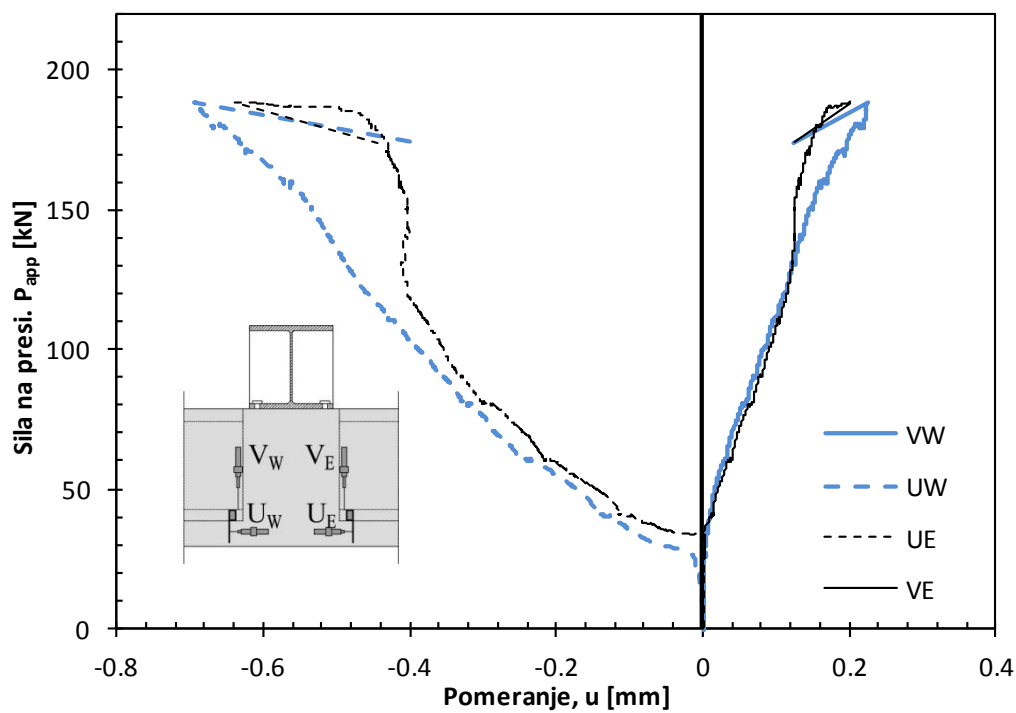 Sila na presi. Papp [kN]
200
150
100
50
0
-0.8 -0.6 -0.4 -0.2 0 0.2 0.4
Pomeranje, u [mm]
VW VE
UW UE
VW
UW
UE
VE